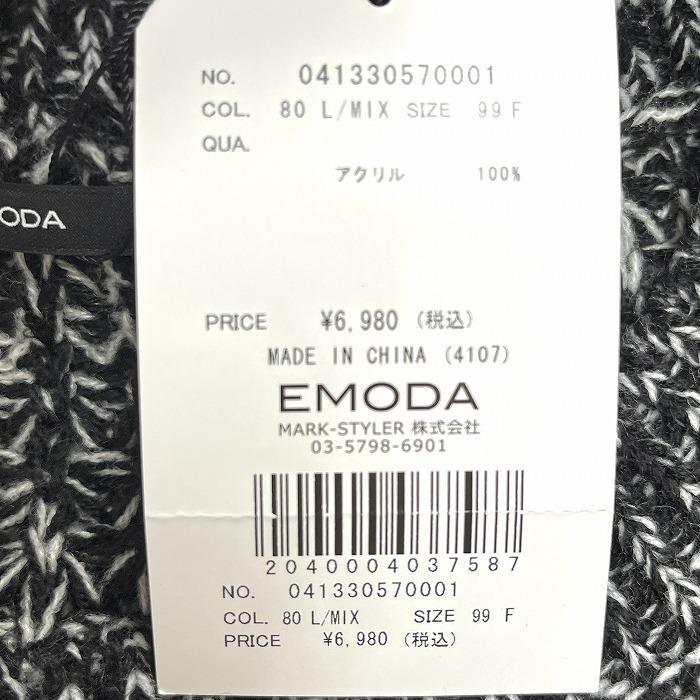 NO. 041330570001
COL. 80 L/MIX SIZE 99 F
QUA.
アクリル 100%
ODA
PRICE ¥6,980 (税込)
MADE IN CHINA (4107)
EMODA
MARK-STYLER 株式会社
03-5798-6901
2040004037587
NO. 041330570001
COL. 80 L/MIX SIZE 99 F
PRICE ¥6,980 (税込)